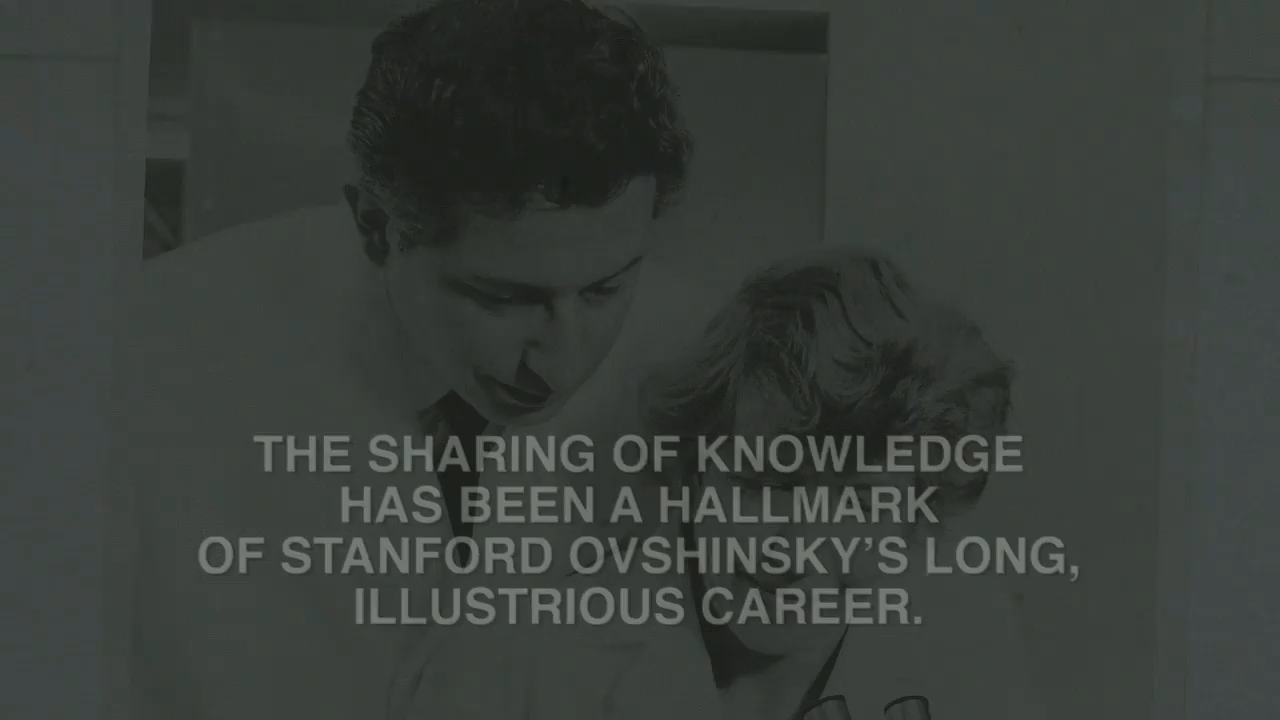 THE SHARING OF KNOWLEDGE
HAS BEEN A HALLMARK
OF STANFORD OVSHINSKY’S LONG,
ILLUSTRIOUS CAREER.